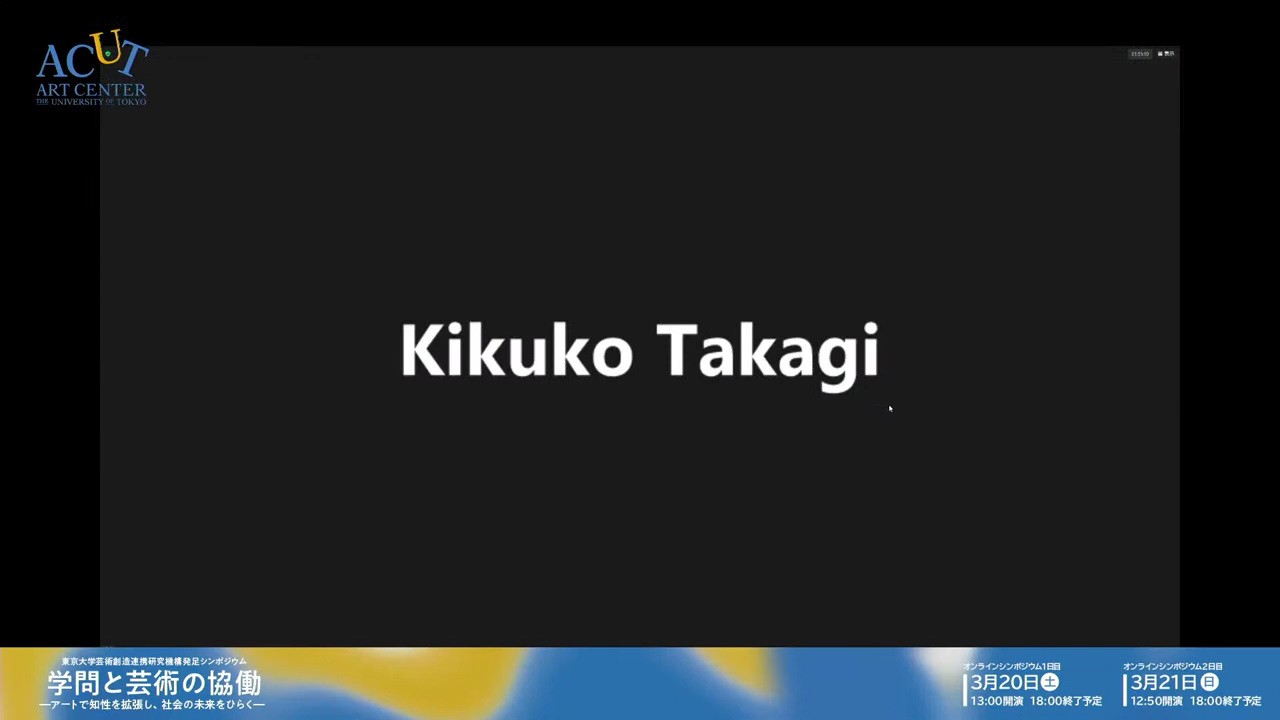 ACUT
ART CENTER
THE UNIVERSITY OF TOKYO
表示
Kikuko Takagi
東京大学芸術創造連携研究機構発足シンポジウム
学問と芸術の協働
―アートで知性を拡張し、社会の未来をひらく―
オンラインシンポジウム1日目
3月20日土
13:00開演 18:00終了予定
オンラインシンポジウム2日目
3月21日日
12:50開演 18:00終了予定